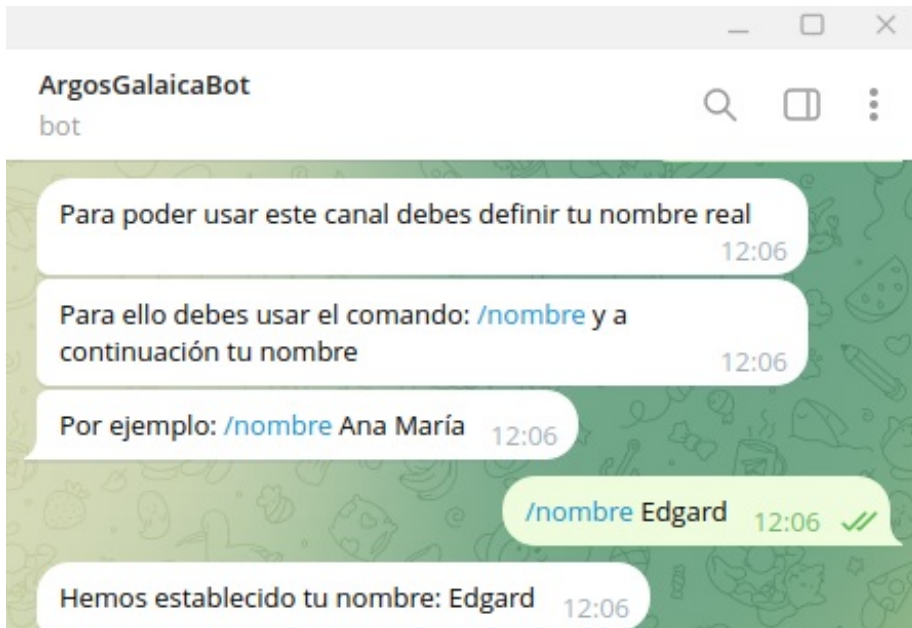 ArgosGalaicaBot
bot
Para poder usar este canal debes definir tu nombre real
12:06
Para ello debes usar el comando: /nombre y a
continuación tu nombre
12:06
Por ejemplo: /nombre Ana María 12:06
/nombre Edgard 12:06
Hemos establecido tu nombre: Edgard 12:06